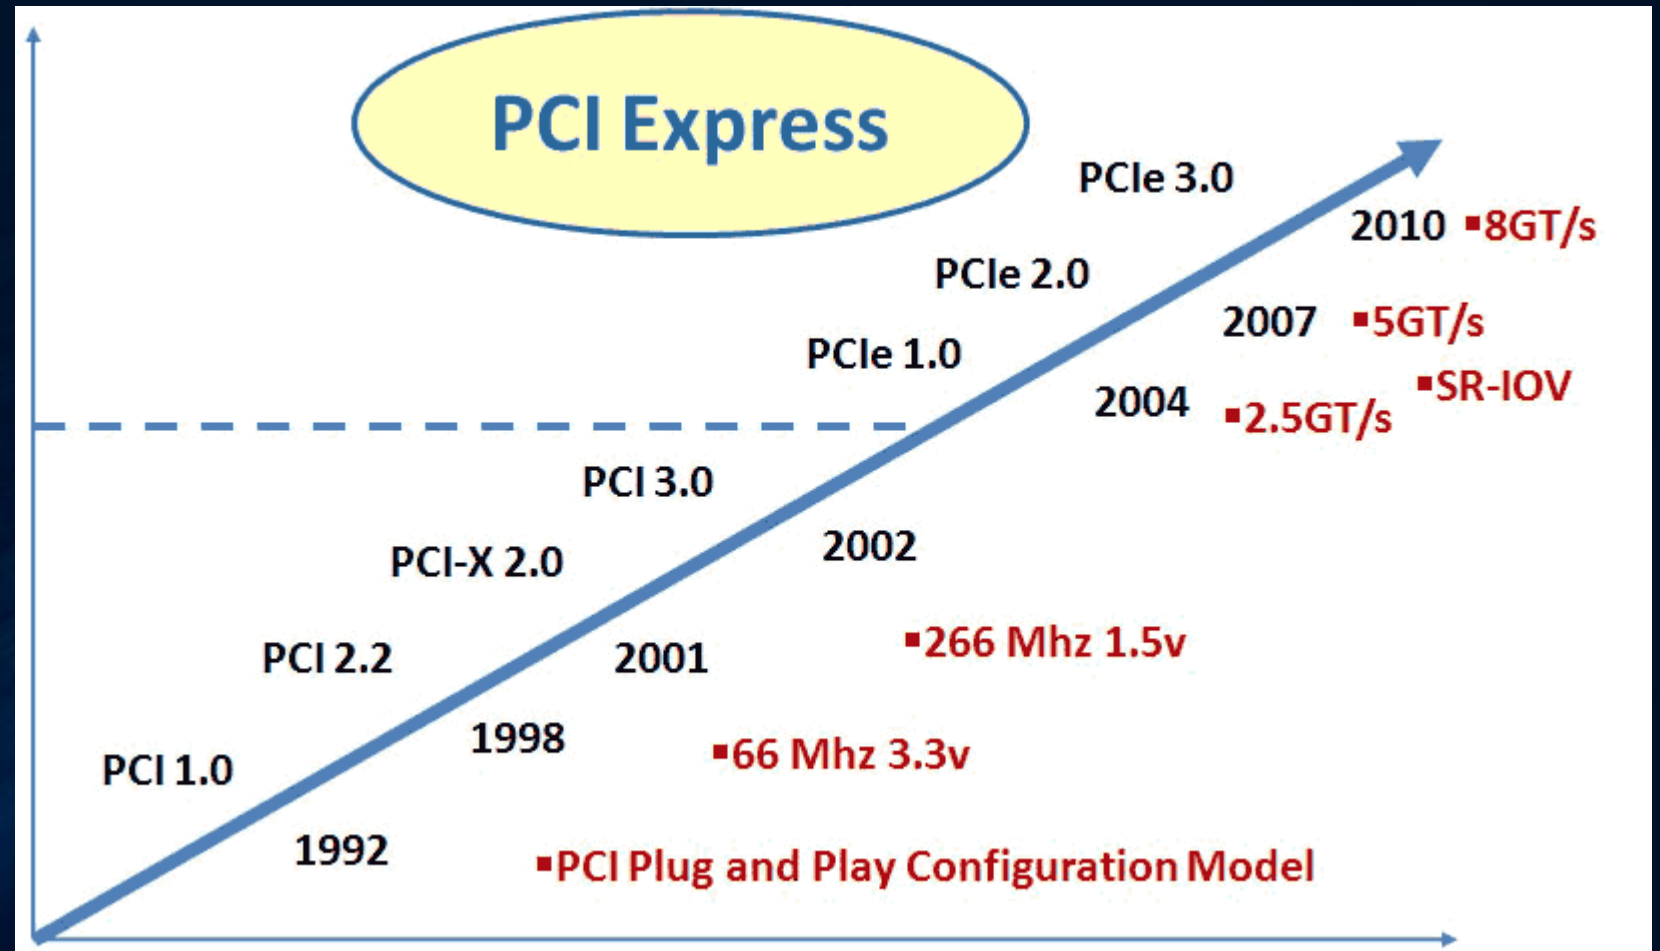 PCI Express
PCIe 3.0
2010 ▪8GT/s
PCIe 2.0
2007 ▪5GT/s
PCIe 1.0
▪SR-IOV
2004 ▪2.5GT/s
PCI 3.0
2002
PCI-X 2.0
▪266 Mhz 1.5v
PCI 2.2
2001
1998
▪66 Mhz 3.3v
PCI 1.0
1992
▪PCI Plug and Play Configuration Model